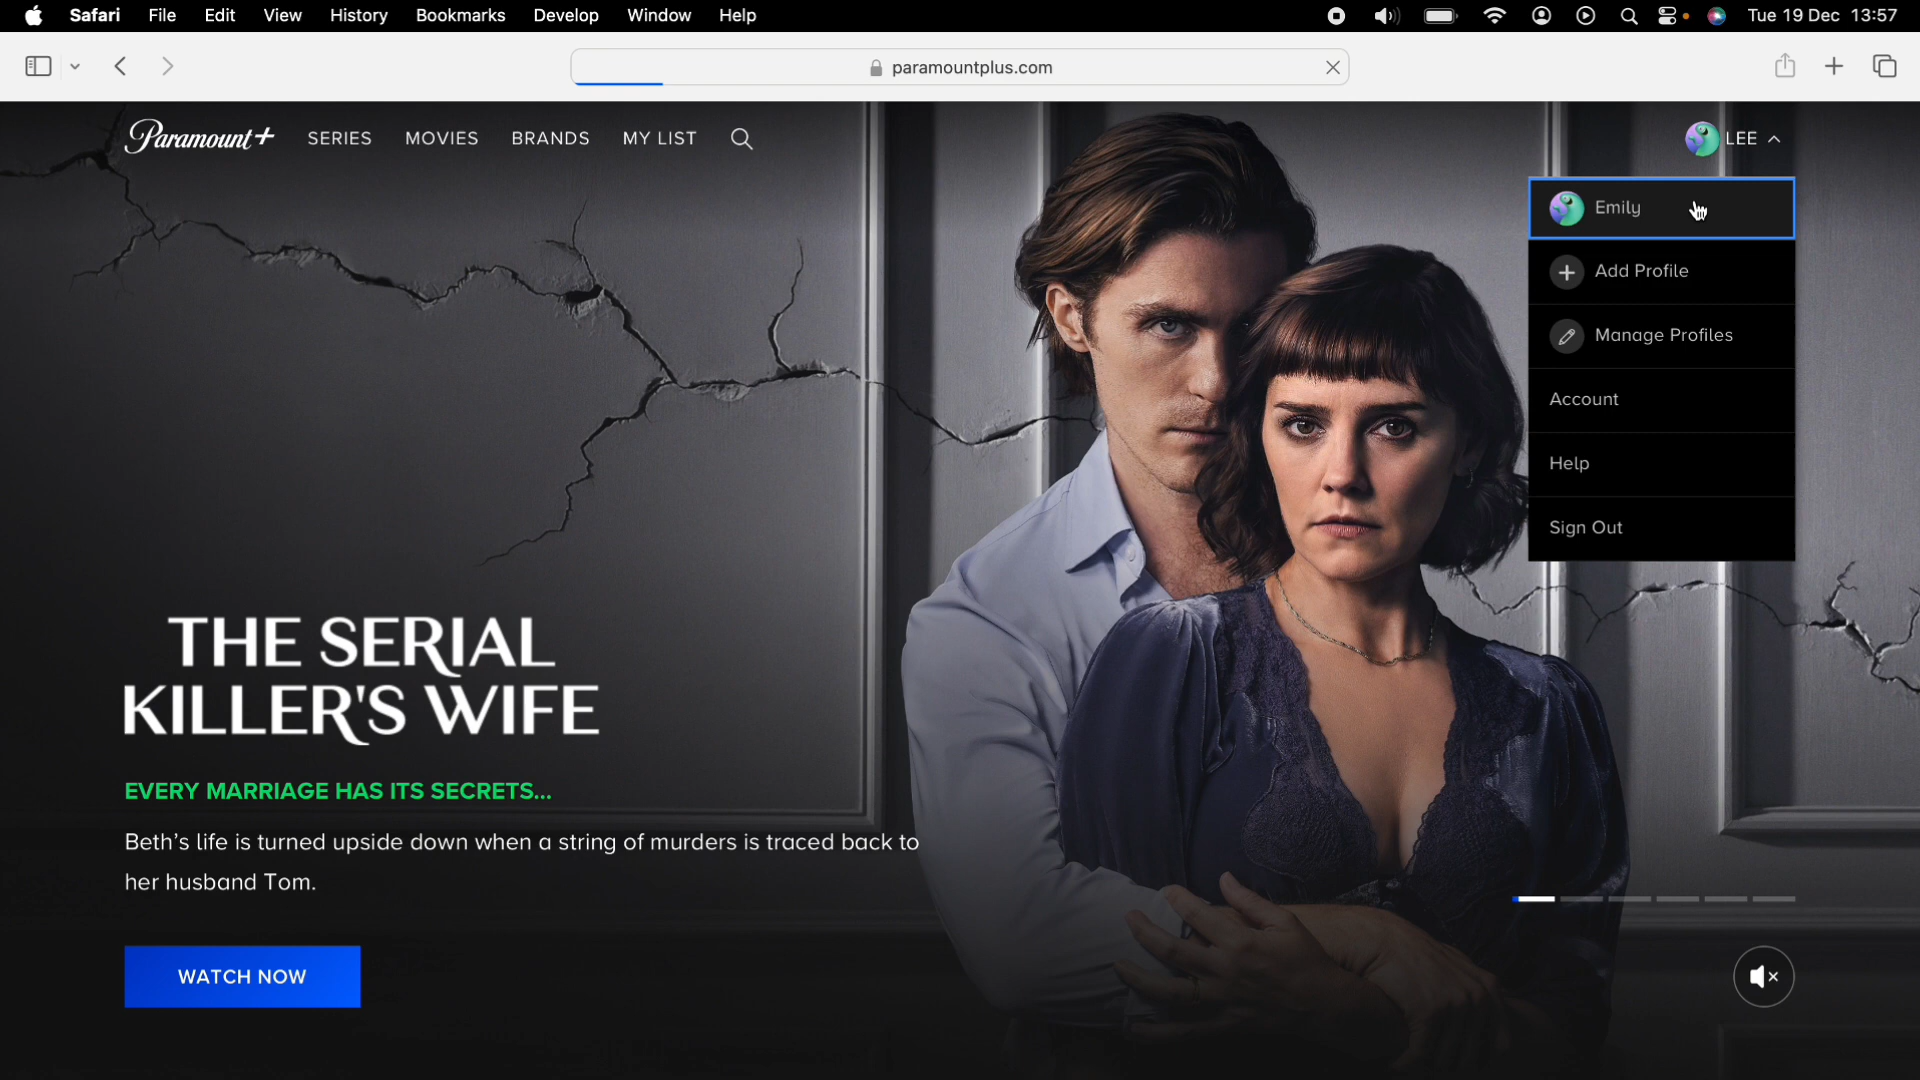 Safari File Edit View History Bookmarks Develop Window Help Tue 19 Dec 13:57
paramountplus.com
Paramount+ SERIES MOVIES BRANDS MY LIST LEE
Emily
Add Profile
Manage Profiles
Account
Help
Sign Out
THE SERIAL
KILLER'S WIFE
EVERY MARRIAGE HAS ITS SECRETS...
Beth's life is turned upside down when a string of murders is traced back to
her husband Tom.
WATCH NOW